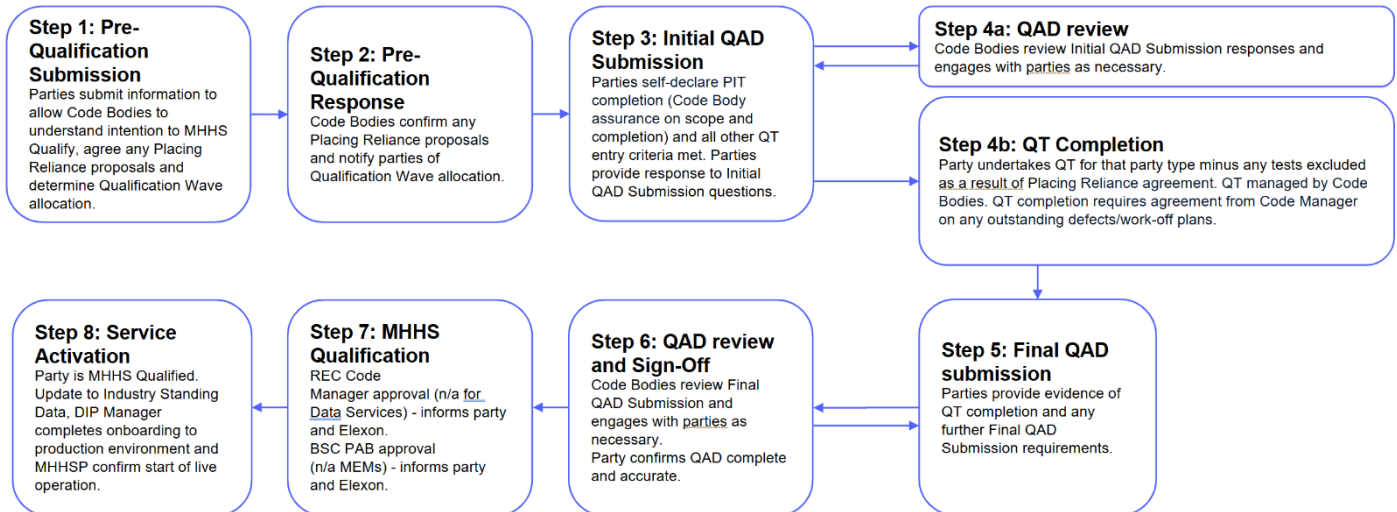 Step 1: Pre-
Qualification
Submission
Parties submit information to
allow Code Bodies to
understand intention to MHHS
Qualify, agree any Placing
Reliance proposals and
determine Qualification Wave
allocation.
Step 2: Pre-
Qualification
Response
Code Bodies confirm any
Placing Reliance proposals
and notify parties of
Qualification Wave allocation.
Step 3: Initial QAD
Submission
Parties self-declare PIT
completion (Code Body
assurance on scope and
completion) and all other QT
entry criteria met. Parties
provide response to Initial
QAD Submission questions.
Step 4a: QAD review
Code Bodies review Initial QAD Submission responses and
engages with parties as necessary.
Step 4b: QT Completion
Party undertakes QT for that party type minus any tests excluded
as a result of Placing Reliance agreement. QT managed by Code
Bodies. QT completion requires agreement from Code Manager
on any outstanding defects/work-off plans.
Step 8: Service
Activation
Party is MHHS Qualified.
Update to Industry Standing
Data, DIP Manager
completes onboarding to
production environment and
MHHSP confirm start of live
operation.
Step 7: MHHS
Qualification
REC Code
Manager approval (n/a for
Data Services) - informs party
and Elexon.
BSC PAB approval
(n/a MEMs) - informs party
and Elexon.
Step 6: QAD review
and Sign-Off
Code Bodies review Final
QAD Submission and
engages with parties as
necessary.
Party confirms QAD complete
and accurate.
Step 5: Final QAD
submission
Parties provide evidence of
QT completion and any
further Final QAD
Submission requirements.